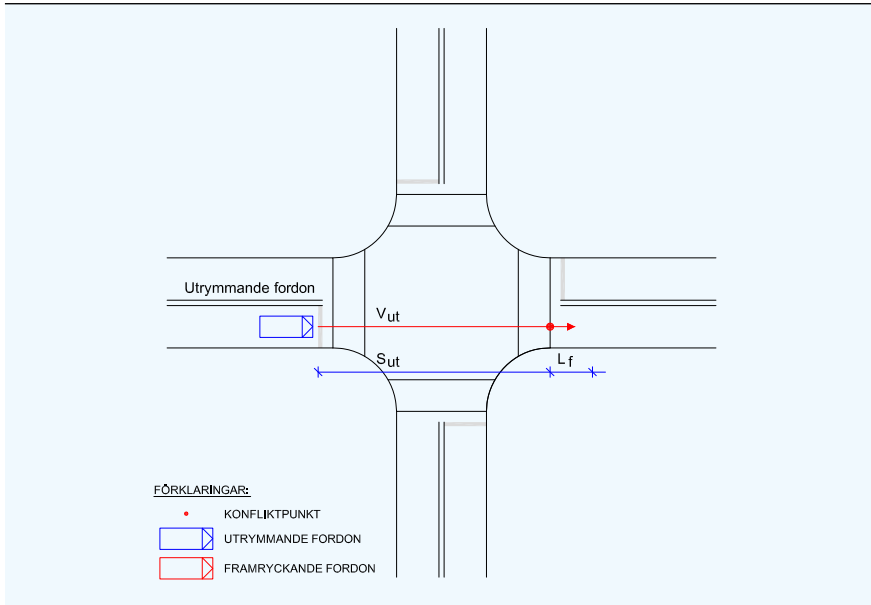 Utrymmande fordon
Vut
Sut
Lf
FÖRKLARINGAR:
KONFLIKTPUNKT
UTRYMMANDE FORDON
FRAMRYCKANDE FORDON